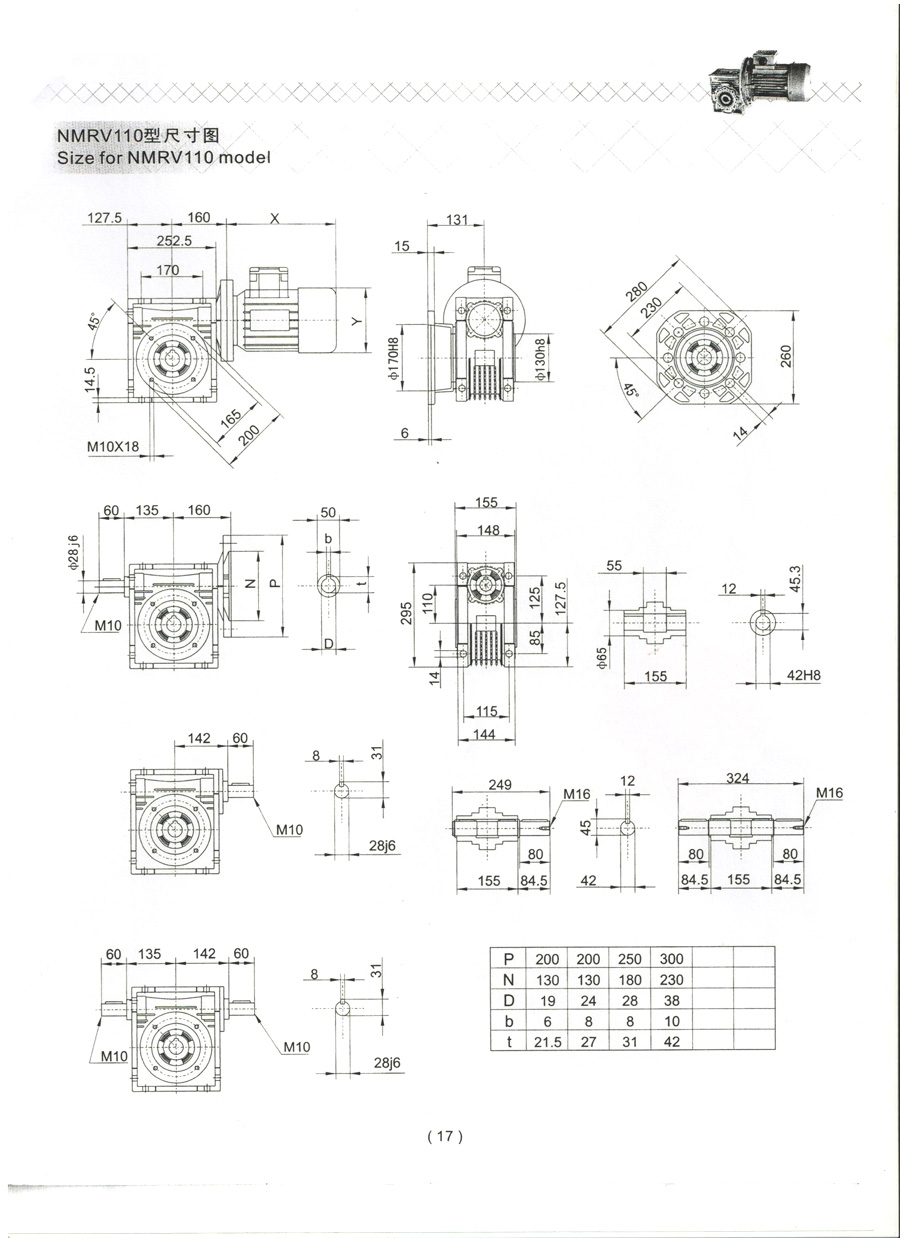 NMRV110型尺寸图
Size for NMRV110 model
127.5 160 X
252.5
170
45°
14.5
Y
165
200
M10X18
131
15
ф170H8
ф130h8
6
280
230
260
45°
14
60 135 160
ф28j6
N
P
M10
50
b
t
D
155
148
295
110
125
127.5
85
14
115
144
55
ф65
155
12
45.3
42H8
142 60
M10
8
31
28j6
249
M16
80
155 84.5
12
45
42
324
M16
80 80
84.5 155 84.5
60 135 142 60
M10
M10
8
31
28j6
P 200 200 250 300
N 130 130 180 230
D 19 24 28 38
b 6 8 8 10
t 21.5 27 31 42
( 17 )